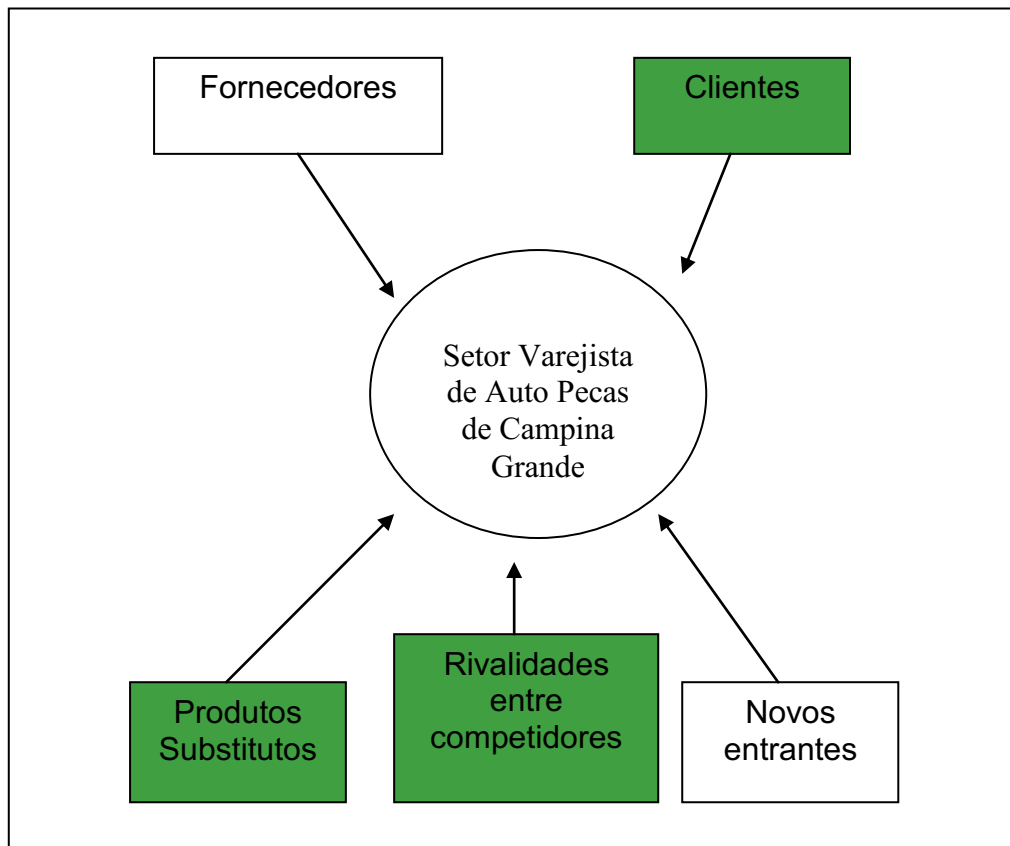 Fornecedores
Clientes
Setor Varejista
de Auto Pecas
de Campina
Grande
Produtos
Substitutos
Rivalidades
entre
competidores
Novos
entrantes